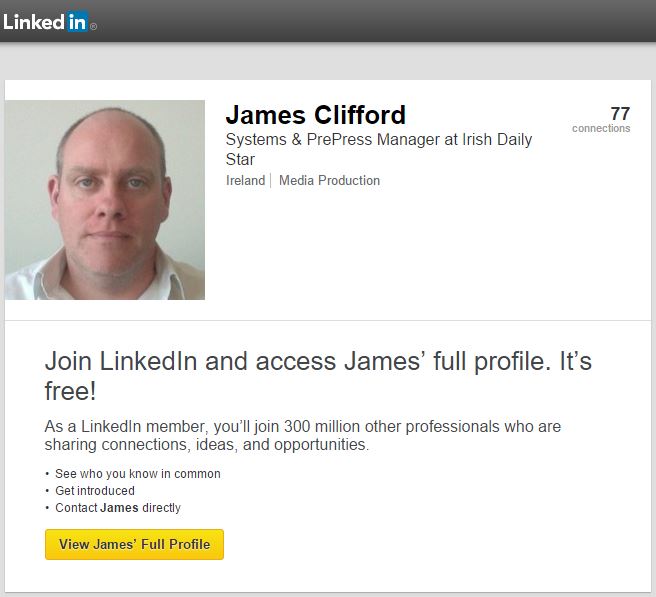 Linked in ®
James Clifford
Systems & PrePress Manager at Irish Daily
Star
Ireland | Media Production
77
connections
Join LinkedIn and access James’ full profile. It’s
free!
As a LinkedIn member, you’ll join 300 million other professionals who are
sharing connections, ideas, and opportunities.
• See who you know in common
• Get introduced
• Contact James directly
View James’ Full Profile